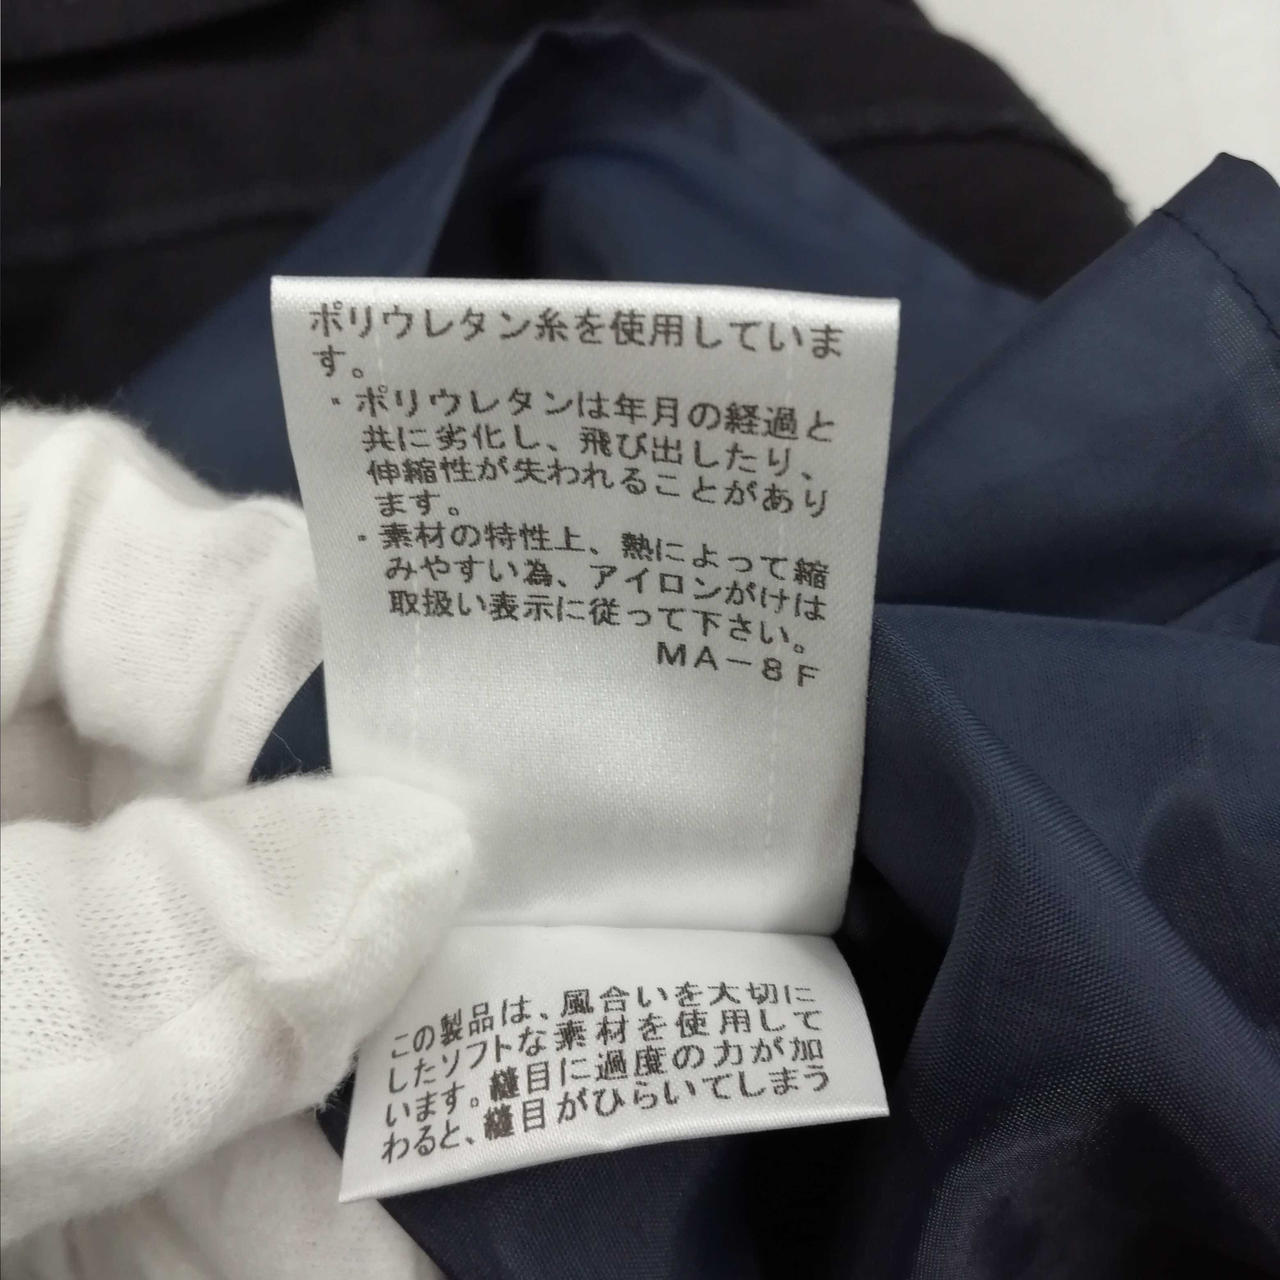 ポリウレタン糸を使用していま
す。
・ポリウレタンは年月の経過と
共に劣化し、飛び出したり、
伸縮性が失われることがあり
ます。
・素材の特性上、熱によって縮
みやすい為、アイロンがけは
取扱い表示に従って下さい。
MA－8F
この製品は、風合いを大切に
したソフトな素材を使用して
います。縫目に過度の力が加
わると、縫目がひらいてしまう